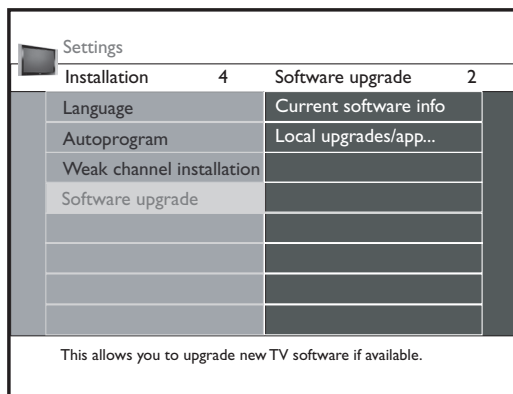 Settings
Installation 4 Software upgrade 2
Language Current software info
Autoprogram Local upgrades/app...
Weak channel installation
Software upgrade
This allows you to upgrade new TV software if available.